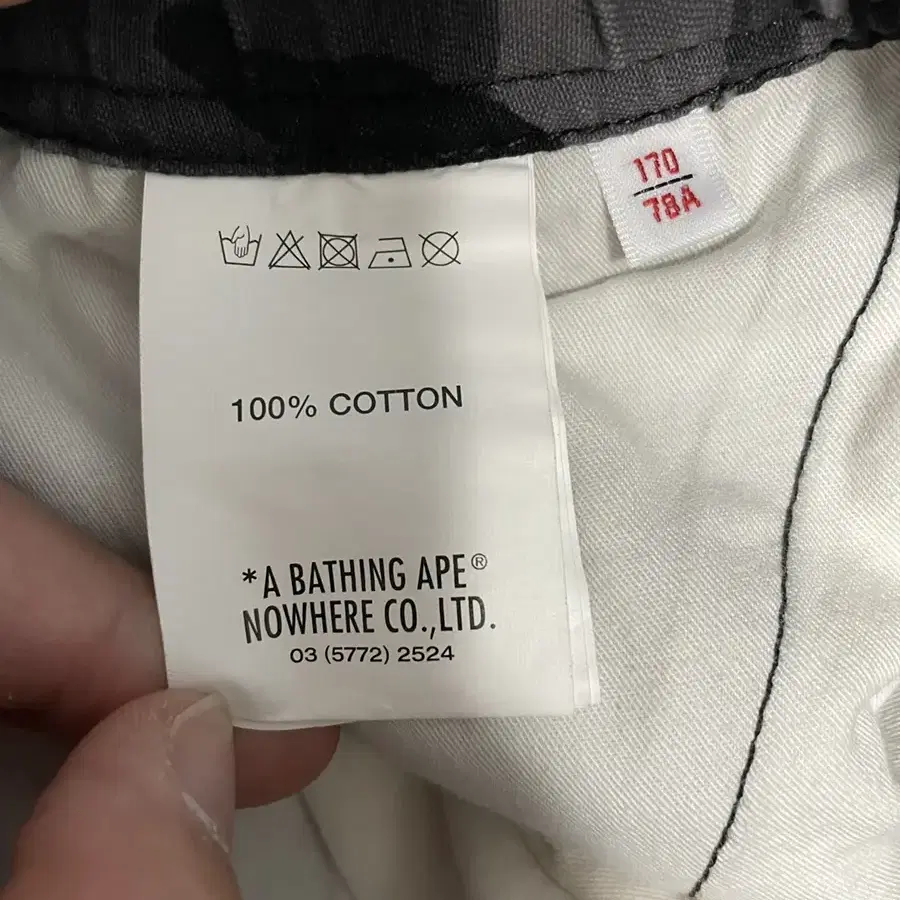 170
78A
100% COTTON
*A BATHING APE®
NOWHERE CO.,LTD.
03 (5772) 2524